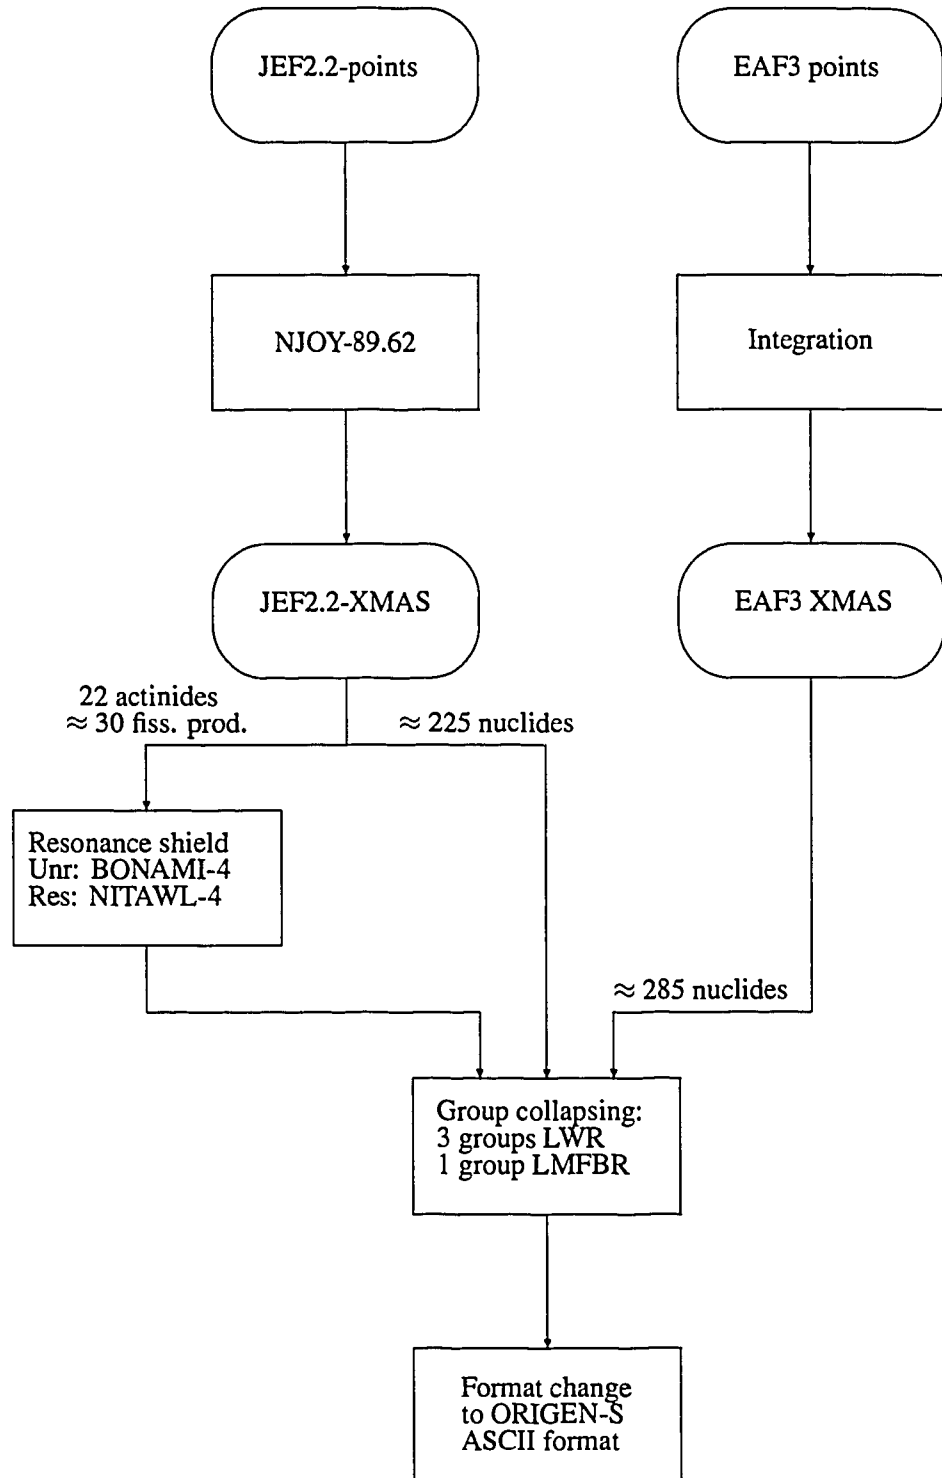 JEF2.2-points
EAF3 points
NJOY-89.62
Integration
JEF2.2-XMAS
EAF3 XMAS
22 actinides
≈ 30 fiss. prod.
≈ 225 nuclides
Resonance shield
Unr: BONAMI-4
Res: NITAWL-4
≈ 285 nuclides
Group collapsing:
3 groups LWR
1 group LMFBR
Format change
to ORIGEN-S
ASCII format